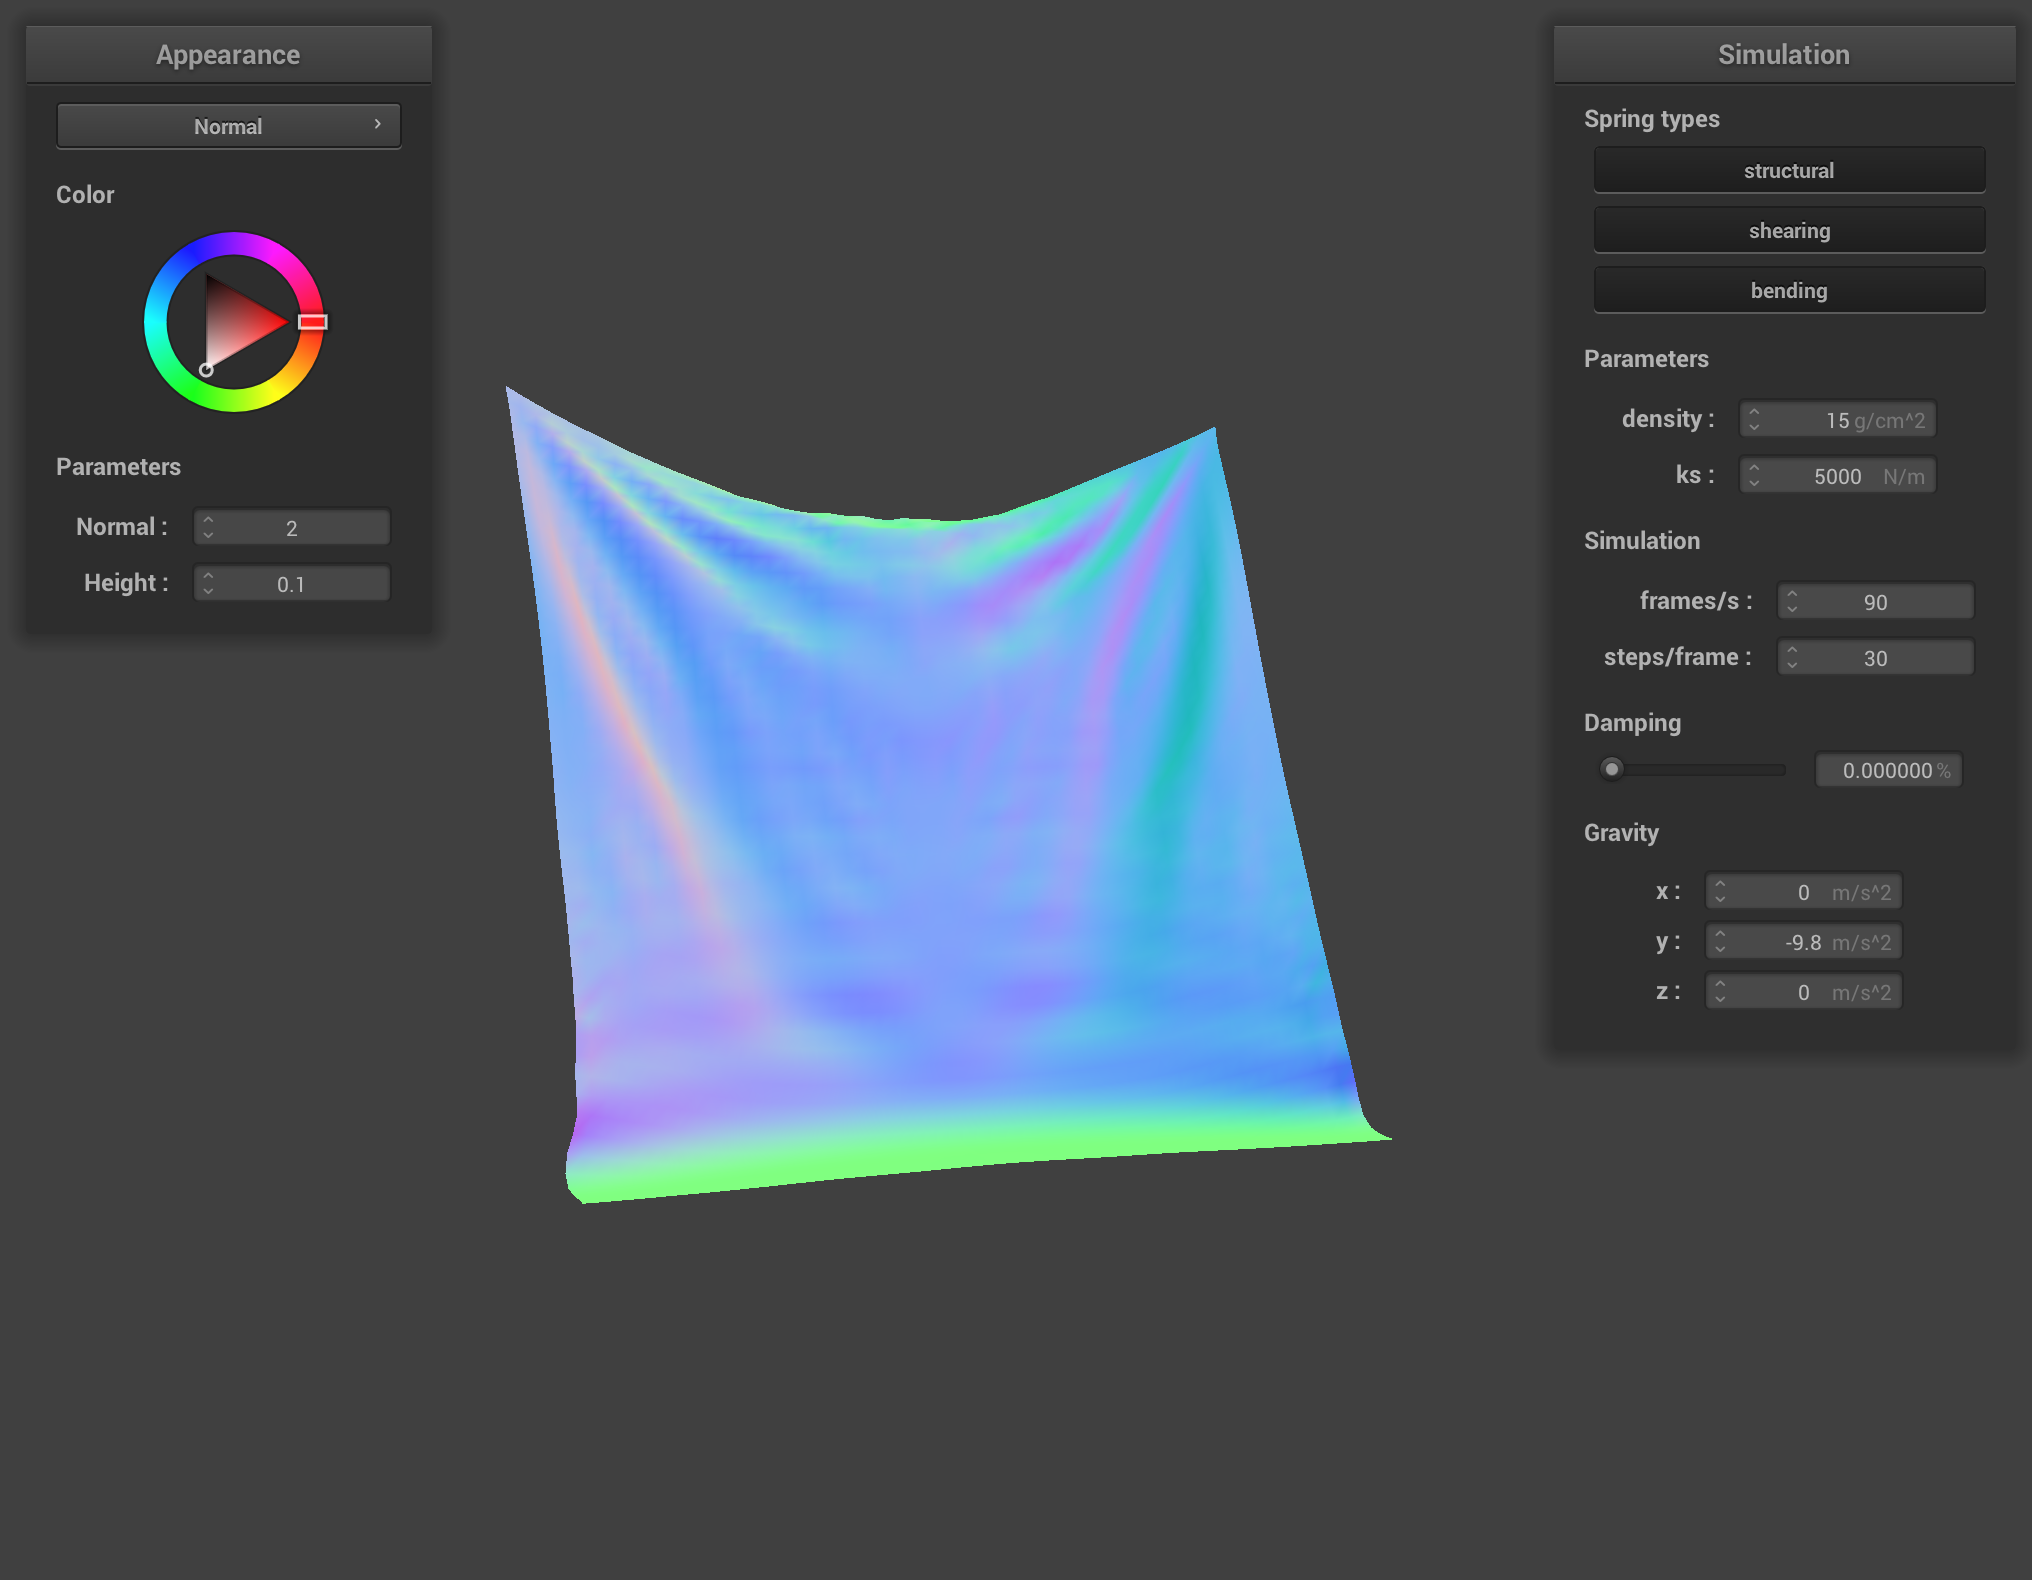 Appearance
Normal
Color
Parameters
Normal : 2
Height : 0.1
Simulation
Spring types
structural
shearing
bending
Parameters
density : 15 g/cm^2
ks : 5000 N/m
Simulation
frames/s : 90
steps/frame : 30
Damping
0.000000 %
Gravity
x : 0 m/s^2
y : -9.8 m/s^2
z : 0 m/s^2